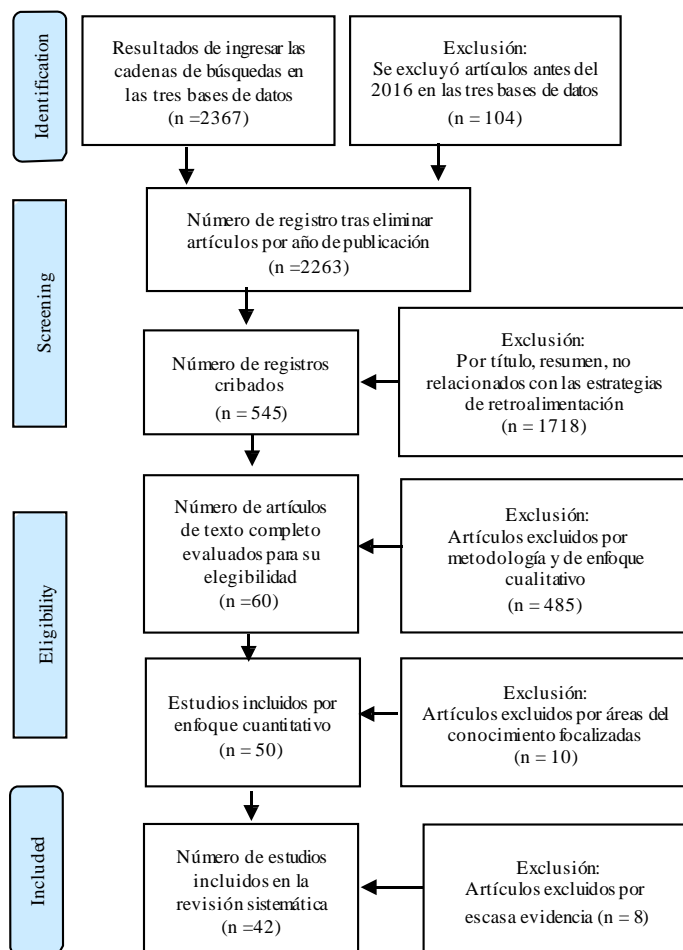 Identification
Resultados de ingresar las
cadenas de búsquedas en
las tres bases de datos
(n =2367)
Exclusión:
Se excluyó artículos antes del
2016 en las tres bases de datos
(n = 104)
Screening
Número de registro tras eliminar
artículos por año de publicación
(n =2263)
Número de registros
cribados
(n = 545)
Exclusión:
Por título, resumen, no
relacionados con las estrategias
de retroalimentación
(n = 1718)
Eligibility
Número de artículos
de texto completo
evaluados para su
elegibilidad
(n =60)
Exclusión:
Artículos excluidos por
metodología y de enfoque
cualitativo
(n = 485)
Estudios incluidos por
enfoque cuantitativo
(n = 50)
Exclusión:
Artículos excluidos por áreas del
conocimiento focalizadas
(n = 10)
Included
Número de estudios
incluidos en la
revisión sistemática
(n =42)
Exclusión:
Artículos excluidos por
escasa evidencia (n = 8)